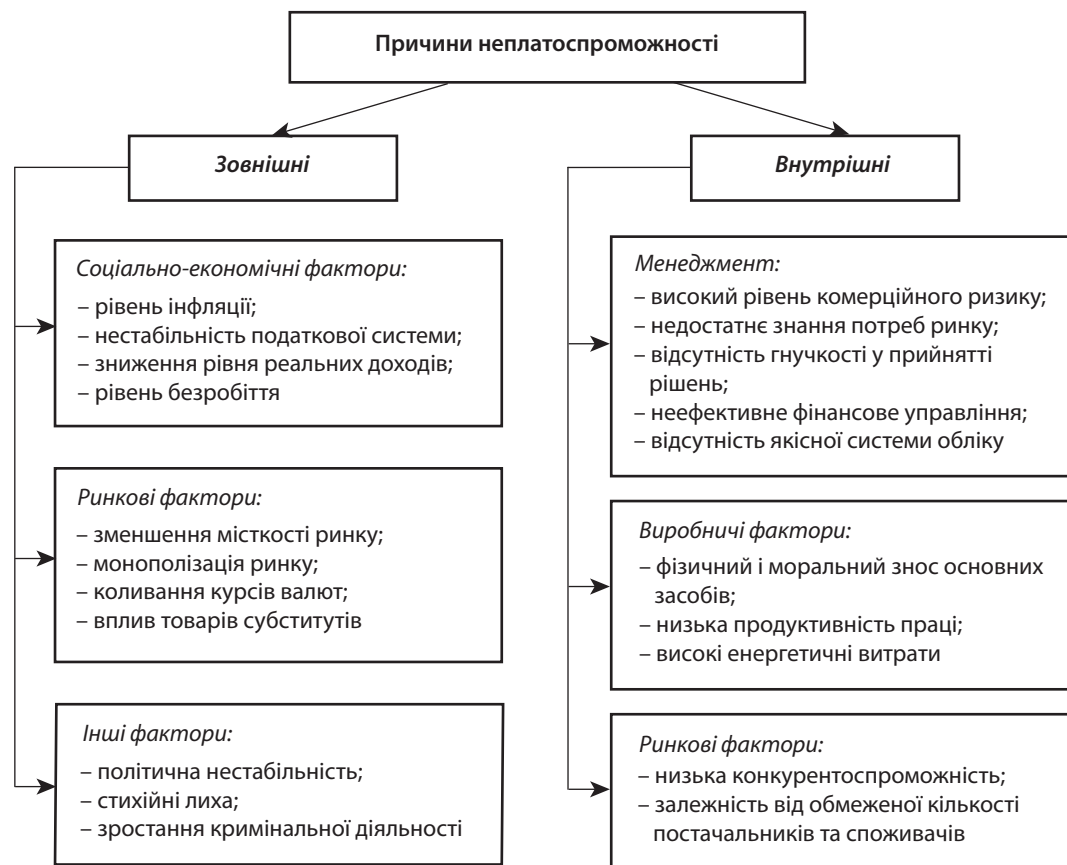 Причини неплатоспроможності
Зовнішні
Соціально-економічні фактори:
– рівень інфляції;
– нестабільність податкової системи;
– зниження рівня реальних доходів;
– рівень безробіття
Ринкові фактори:
– зменшення місткості ринку;
– монополізація ринку;
– коливання курсів валют;
– вплив товарів субститутів
Інші фактори:
– політична нестабільність;
– стихійні лиха;
– зростання кримінальної діяльності
Внутрішні
Менеджмент:
– високий рівень комерційного ризику;
– недостатнє знання потреб ринку;
– відсутність гнучкості у прийнятті
рішень;
– неефективне фінансове управління;
– відсутність якісної системи обліку
Виробничі фактори:
– фізичний і моральний знос основних
засобів;
– низька продуктивність праці;
– високі енергетичні витрати
Ринкові фактори:
– низька конкурентоспроможність;
– залежність від обмеженої кількості
постачальників та споживачів